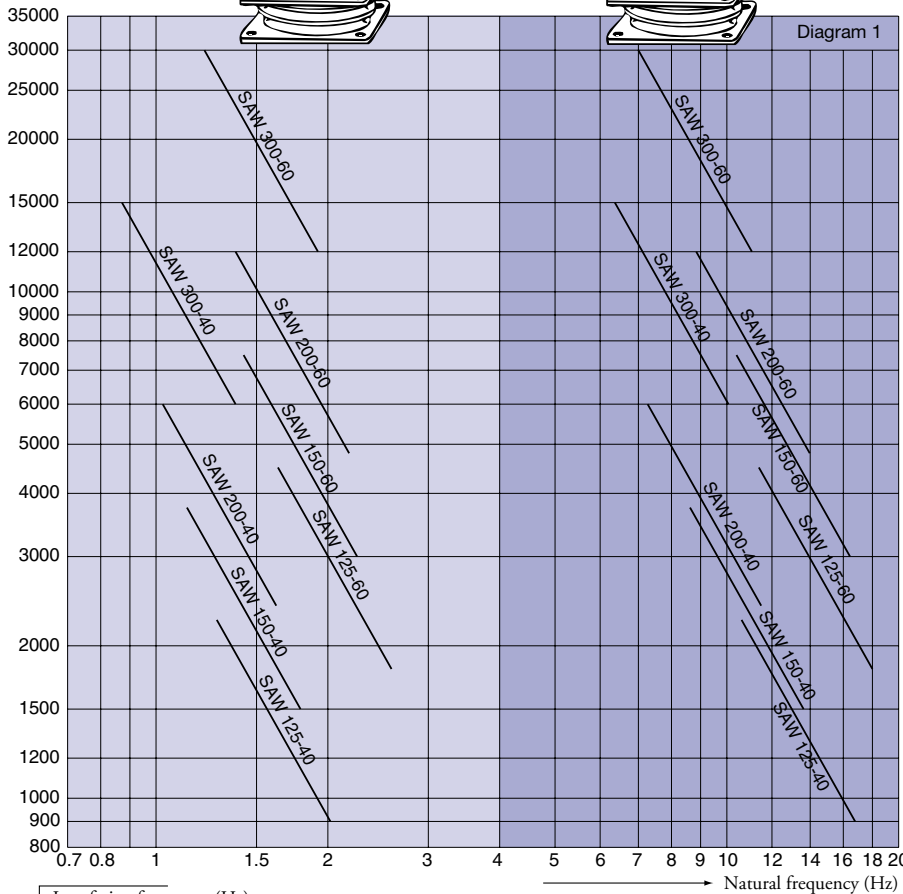 Diagram 1
35000
30000
25000
20000
15000
12000
10000
9000
8000
7000
6000
5000
4000
3000
2000
1500
1200
1000
900
800
SAW 300-60
SAW 300-40
SAW 200-60
SAW 150-60
SAW 200-40
SAW 125-60
SAW 150-40
SAW 125-40
SAW 300-60
SAW 300-40
SAW 200-60
SAW 150-60
SAW 200-40
SAW 125-60
SAW 150-40
SAW 125-40
0.7 0.8 1 1.5 2 3 4 5 6 7 8 9 10 12 14 16 18 20
Natural frequency (Hz)